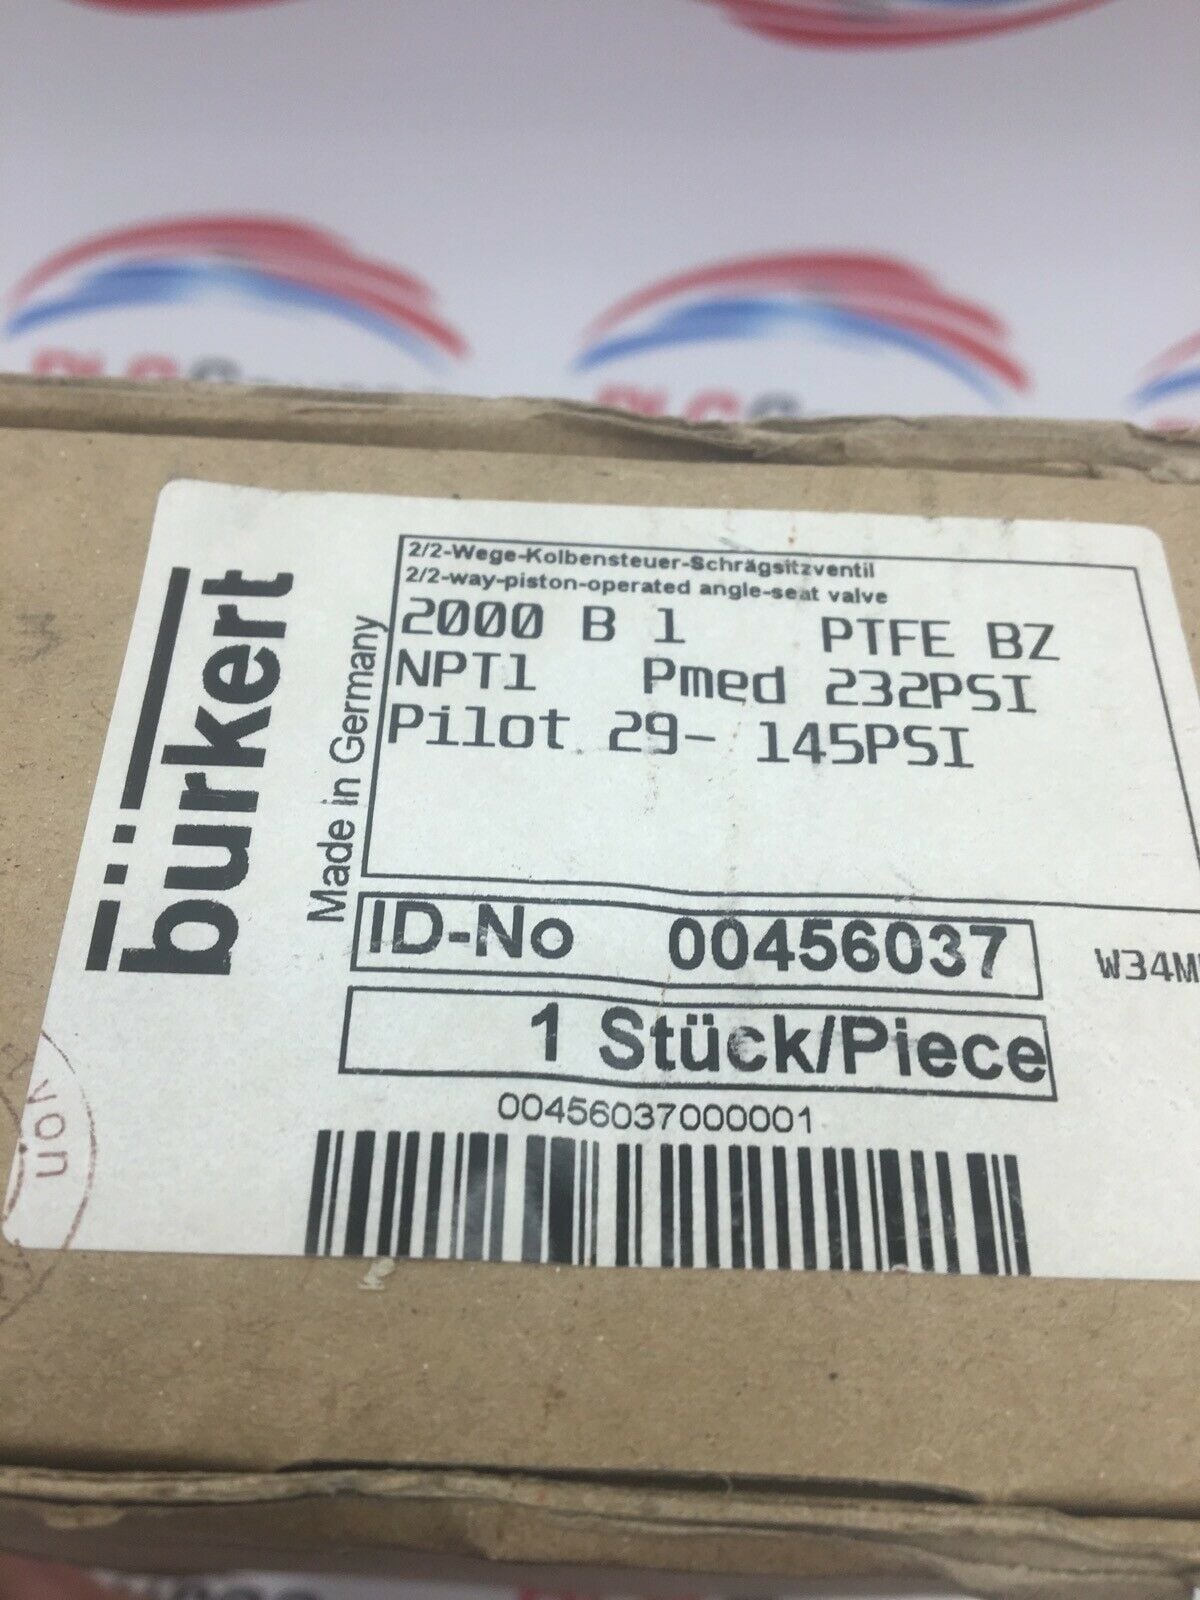 bürkert
Made in Germany
2/2-Wege-Kolbensteuer-Schrägsitzventil
2/2-way-piston-operated angle-seat valve
2000 B 1 PTFE BZ
NPT1 Pmed 232PSI
Pilot 29- 145PSI
ID-No 00456037
W34M
1 Stück/Piece
00456037000001
von